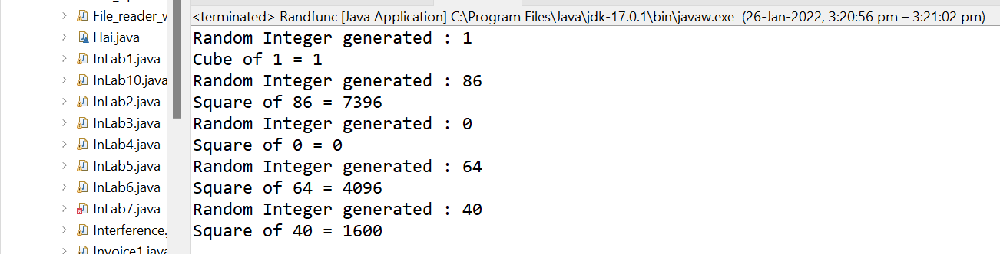 File_reader_w
Hai.java
InLab1.java
InLab10.java
InLab2.java
InLab3.java
InLab4.java
InLab5.java
InLab6.java
InLab7.java
Interference.
Invoice1.java
<terminated> Randfunc [Java Application] C:\Program Files\Java\jdk-17.0.1\bin\javaw.exe (26-Jan-2022, 3:20:56 pm – 3:21:02 pm)
Random Integer generated : 1
Cube of 1 = 1
Random Integer generated : 86
Square of 86 = 7396
Random Integer generated : 0
Square of 0 = 0
Random Integer generated : 64
Square of 64 = 4096
Random Integer generated : 40
Square of 40 = 1600